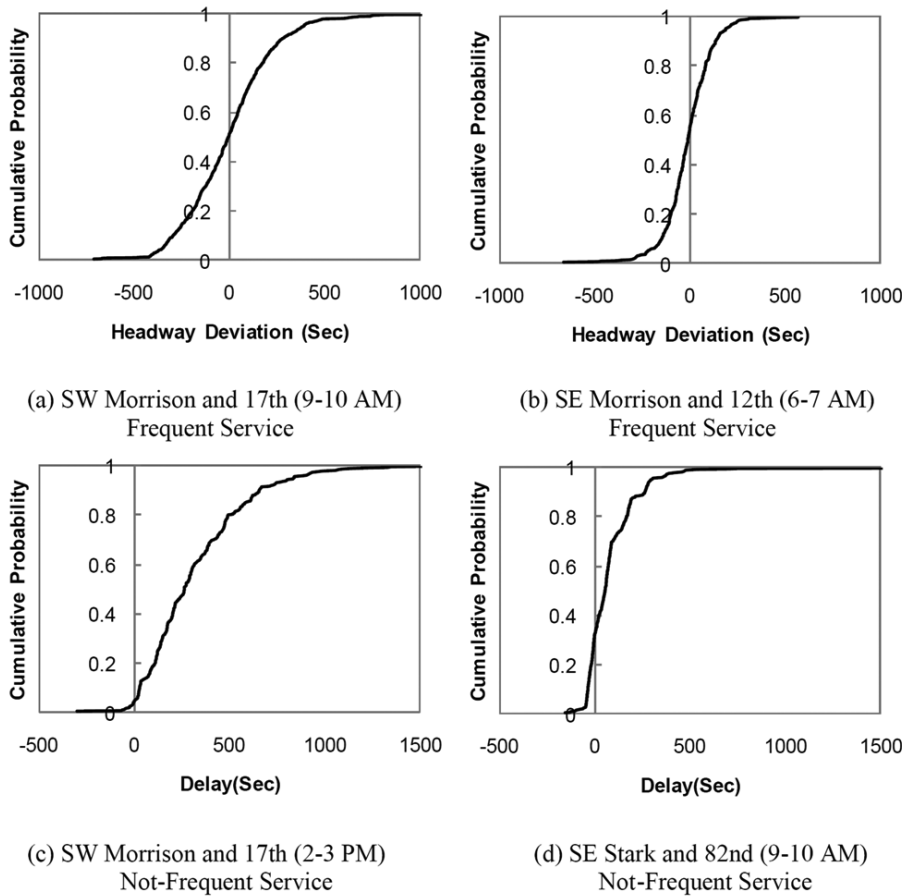 Cumulative Probability
1
0.8
0.6
0.4
0.2
0
-1000 -500 0 500 1000
Headway Deviation (Sec)
(a) SW Morrison and 17th (9-10 AM)
Frequent Service
Cumulative Probability
1
0.8
0.6
0.4
0.2
0
-1000 -500 0 500 1000
Headway Deviation (Sec)
(b) SE Morrison and 12th (6-7 AM)
Frequent Service
Cumulative Probability
1
0.8
0.6
0.4
0.2
0
-500 0 500 1000 1500
Delay(Sec)
(c) SW Morrison and 17th (2-3 PM)
Not-Frequent Service
Cumulative Probability
1
0.8
0.6
0.4
0.2
0
-500 0 500 1000 1500
Delay(Sec)
(d) SE Stark and 82nd (9-10 AM)
Not-Frequent Service